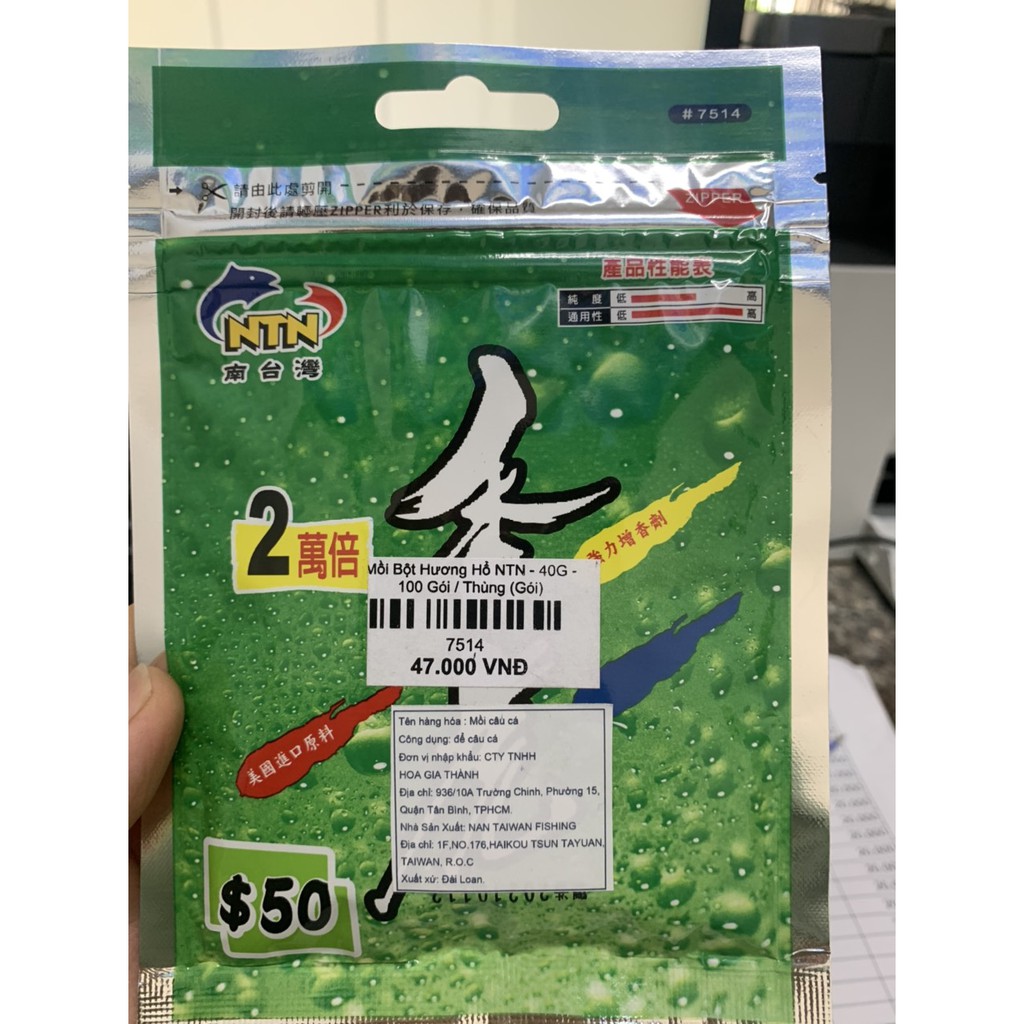 #7514
請由此處剪開
ZIPPER
開封後請輕壓ZIPPER利於保存,確保品質
產品性能表
純度 低 高
適用性 低 高
NTN
南台灣
香
2萬倍
強力增香劑
Mồi Bột Hương Hổ NTN - 40G -
100 Gói / Thùng (Gói)
7514
47.000 VNĐ
美國進口原料
Tên hàng hóa : Mồi câu cá
Công dụng: để câu cá
Đơn vị nhập khẩu: CTY TNHH
HOA GIA THÀNH
Địa chỉ: 936/10A Trường Chinh, Phường 15,
Quận Tân Bình, TPHCM.
Nhà Sản Xuất: NAN TAIWAN FISHING
Địa chỉ: 1F,NO.176,HAIKOU TSUN TAYUAN,
TAIWAN, R.O.C
Xuất xứ: Đài Loan.
$50